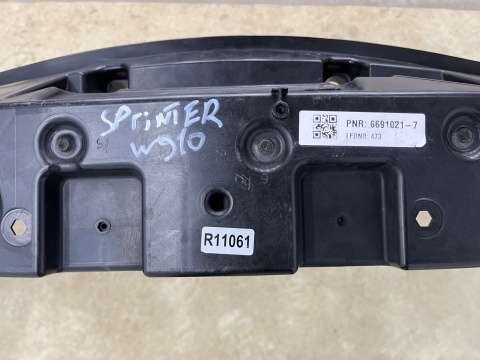 SPRINTER
W910
PNR: 6691021-7
LFDNR: 473
R11061